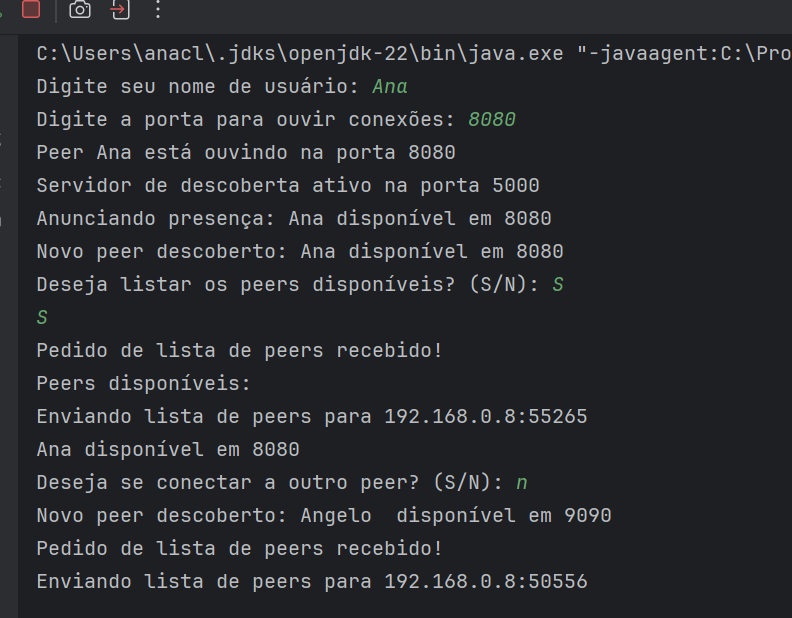 C:\Users\anacl\.jdks\openjdk-22\bin\java.exe "-javaagent:C:\Pro
Digite seu nome de usuário: Ana
Digite a porta para ouvir conexões: 8080
Peer Ana está ouvindo na porta 8080
Servidor de descoberta ativo na porta 5000
Anunciando presença: Ana disponível em 8080
Novo peer descoberto: Ana disponível em 8080
Deseja listar os peers disponíveis? (S/N): S
S
Pedido de lista de peers recebido!
Peers disponíveis:
Enviando lista de peers para 192.168.0.8:55265
Ana disponível em 8080
Deseja se conectar a outro peer? (S/N): n
Novo peer descoberto: Angelo  disponível em 9090
Pedido de lista de peers recebido!
Enviando lista de peers para 192.168.0.8:50556